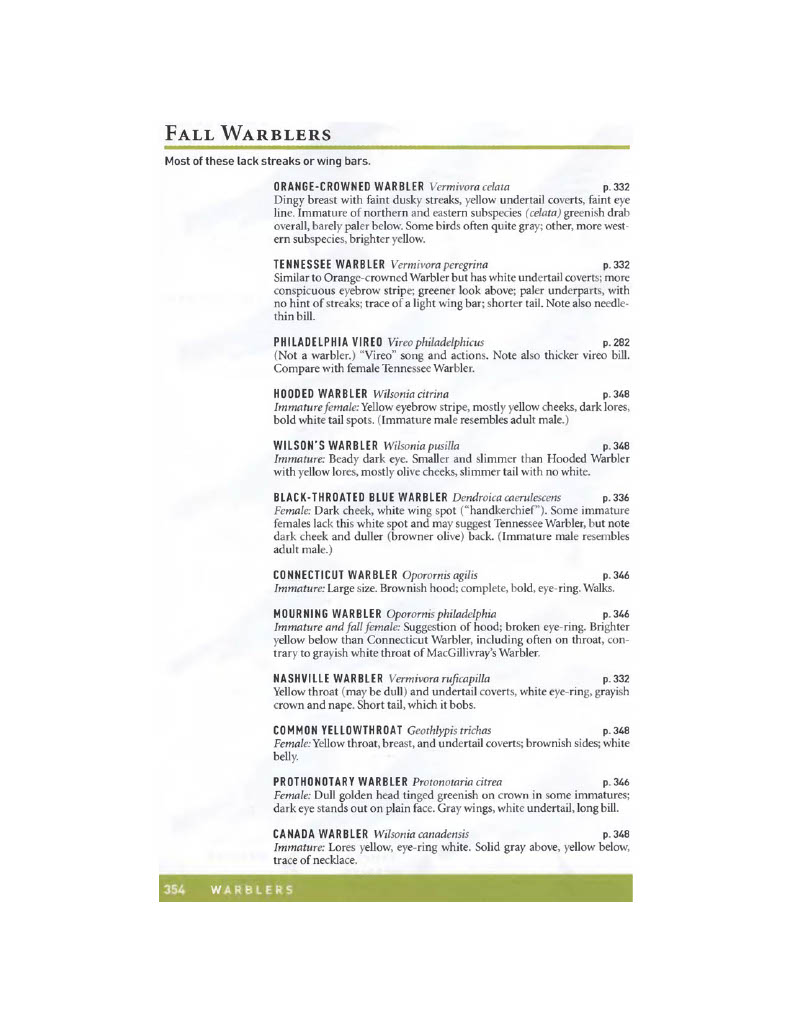 FALL WARBLERS
Most of these lack streaks or wing bars.
ORANGE-CROWNED WARBLER Vermivora celata p. 332
Dingy breast with faint dusky streaks, yellow undertail coverts, faint eye
line. Immature of northern and eastern subspecies (celata) greenish drab
overall, barely paler below. Some birds often quite gray; other, more west-
ern subspecies, brighter yellow.
TENNESSEE WARBLER Vermivora peregrina p. 332
Similar to Orange-crowned Warbler but has white undertail coverts; more
conspicuous eyebrow stripe; greener look above; paler underparts, with
no hint of streaks; trace of a light wing bar; shorter tail. Note also needle-
thin bill.
PHILADELPHIA VIREO Vireo philadelphicus p. 282
(Not a warbler.) “Vireo” song and actions. Note also thicker vireo bill.
Compare with female Tennessee Warbler.
HOODED WARBLER Wilsonia citrina p. 348
Immature female: Yellow eyebrow stripe, mostly yellow cheeks, dark lores,
bold white tail spots. (Immature male resembles adult male.)
WILSON'S WARBLER Wilsonia pusilla p. 348
Immature: Beady dark eye. Smaller and slimmer than Hooded Warbler
with yellow lores, mostly olive cheeks, slimmer tail with no white.
BLACK-THROATED BLUE WARBLER Dendroica caerulescens p. 336
Female: Dark cheek, white wing spot (“handkerchief”). Some immature
females lack this white spot and may suggest Tennessee Warbler, but note
dark cheek and duller (browner olive) back. (Immature male resembles
adult male.)
CONNECTICUT WARBLER Oporornis agilis p. 346
Immature: Large size. Brownish hood; complete, bold, eye-ring. Walks.
MOURNING WARBLER Oporornis philadelphia p. 346
Immature and fall female: Suggestion of hood; broken eye-ring. Brighter
yellow below than Connecticut Warbler, including often on throat, con-
trary to grayish white throat of MacGillivray's Warbler.
NASHVILLE WARBLER Vermivora ruficapilla p. 332
Yellow throat (may be dull) and undertail coverts, white eye-ring, grayish
crown and nape. Short tail, which it bobs.
COMMON YELLOWTHROAT Geothlypis trichas p. 348
Female: Yellow throat, breast, and undertail coverts; brownish sides; white
belly.
PROTHONOTARY WARBLER Protonotaria citrea p. 346
Female: Dull golden head tinged greenish on crown in some immatures;
dark eye stands out on plain face. Gray wings, white undertail, long bill.
CANADA WARBLER Wilsonia canadensis p. 348
Immature: Lores yellow, eye-ring white. Solid gray above, yellow below,
trace of necklace.
354 WARBLERS